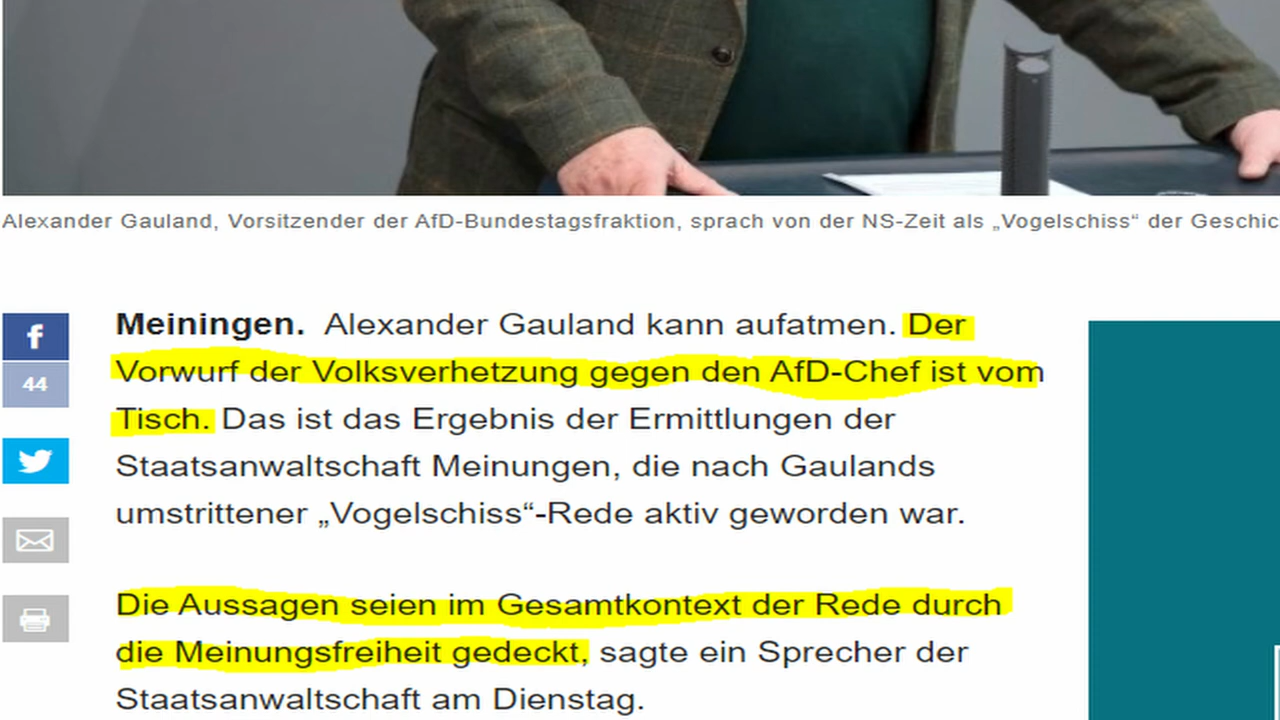 Alexander Gauland, Vorsitzender der AfD-Bundestagsfraktion, sprach von der NS-Zeit als „Vogelschiss“ der Geschic
Meiningen. Alexander Gauland kann aufatmen. Der
Vorwurf der Volksverhetzung gegen den AfD-Chef ist vom
Tisch. Das ist das Ergebnis der Ermittlungen der
Staatsanwaltschaft Meinungen, die nach Gaulands
umstrittener „Vogelschiss“-Rede aktiv geworden war.
Die Aussagen seien im Gesamtkontext der Rede durch
die Meinungsfreiheit gedeckt, sagte ein Sprecher der
Staatsanwaltschaft am Dienstag.
f
44